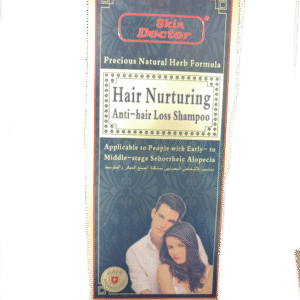 Skin
Doctor
®
Precious Natural Herb Formula
Hair Nurturing
Anti-hair Loss Shampoo
Applicable to People with Early- to
Middle-stage Seborrheic Alopecia